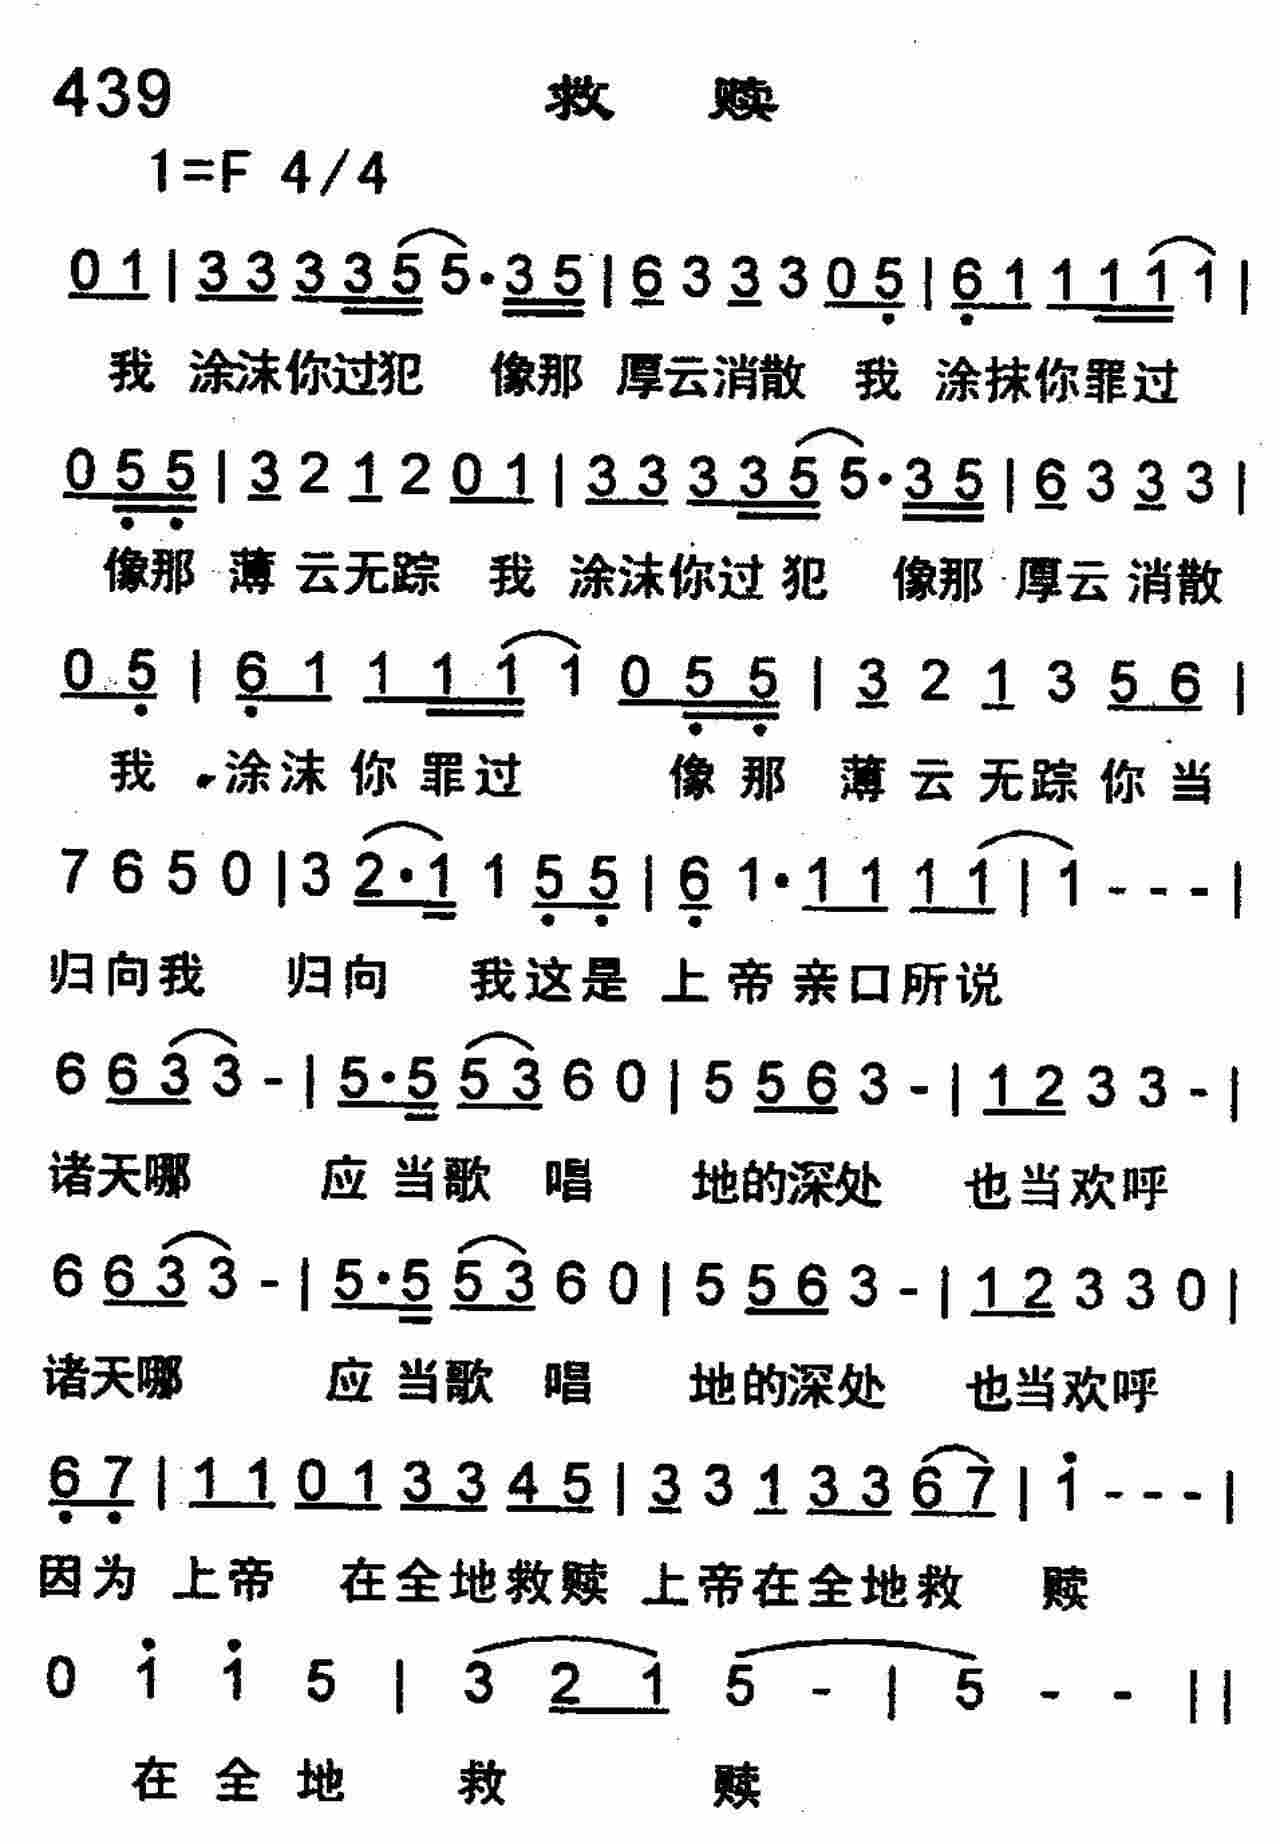 439 救赎
1=F 4/4
0 1 | 3 3 3 3 5 5 · 3 5 | 6 3 3 3 0 5 | 6 1 1 1 1 1 |
我 涂沫你过犯 像那 厚云消散 我 涂抹你罪过
0 5 5 | 3 2 1 2 0 1 | 3 3 3 3 5 5 · 3 5 | 6 3 3 3 |
像那 薄云无踪 我 涂沫你过犯 像那 厚云消散
0 5 | 6 1 1 1 1 1 0 5 5 | 3 2 1 3 5 6 |
我 涂沫你罪过 像那 薄云无踪你当
7 6 5 0 | 3 2 · 1 1 5 5 | 6 1 · 1 1 1 1 | 1 - - - |
归向我 归向 我这是上帝亲口所说
6 6 3 3 - | 5 · 5 5 3 6 0 | 5 5 6 3 - | 1 2 3 3 - |
诸天哪 应当歌唱 地的深处 也当欢呼
6 6 3 3 - | 5 · 5 5 3 6 0 | 5 5 6 3 - | 1 2 3 3 0 |
诸天哪 应当歌唱 地的深处 也当欢呼
6 7 | 1 1 0 1 3 3 4 5 | 3 3 1 3 3 6 7 | 1 - - - |
因为 上帝 在全地救赎 上帝在全地救 赎
0 1 1 5 | 3 2 1 5 - | 5 - - ||
在全地 救 赎